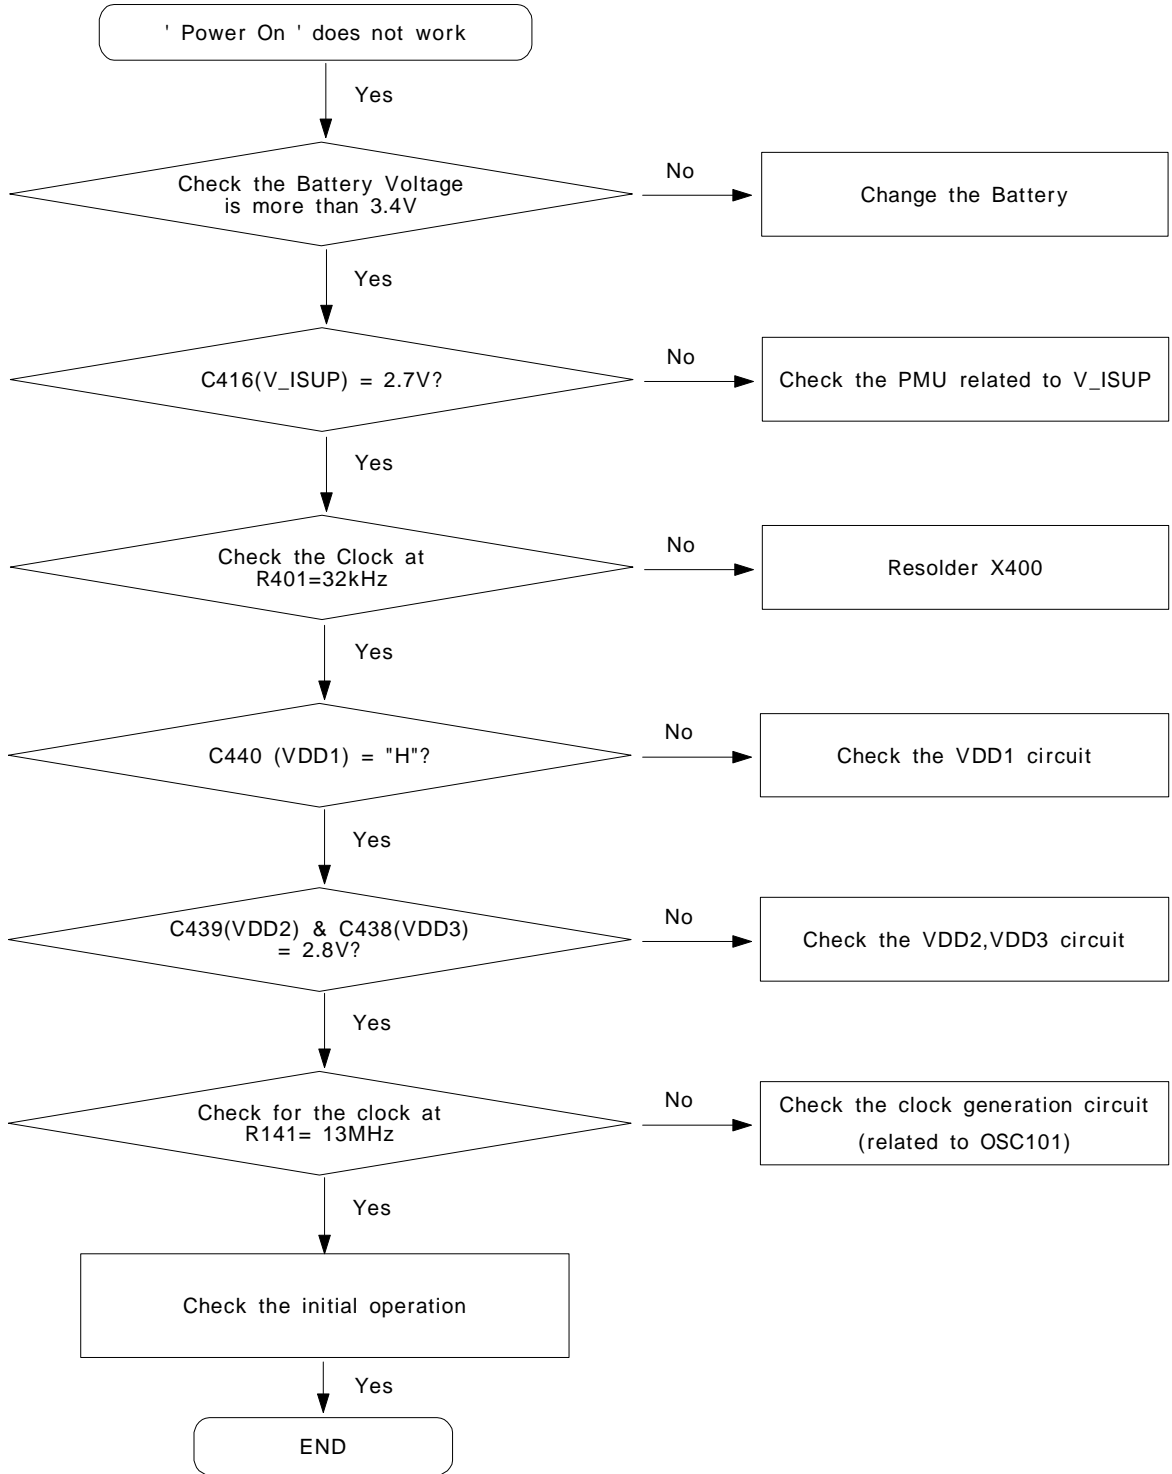 ' Power On ' does not work
Yes
Check the Battery Voltage
is more than 3.4V
No
Change the Battery
Yes
C416(V_ISUP) = 2.7V?
No
Check the PMU related to V_ISUP
Yes
Check the Clock at
R401=32kHz
No
Resolder X400
Yes
C440 (VDD1) = "H"?
No
Check the VDD1 circuit
Yes
C439(VDD2) & C438(VDD3)
= 2.8V?
No
Check the VDD2,VDD3 circuit
Yes
Check for the clock at
R141= 13MHz
No
Check the clock generation circuit
(related to OSC101)
Yes
Check the initial operation
Yes
END